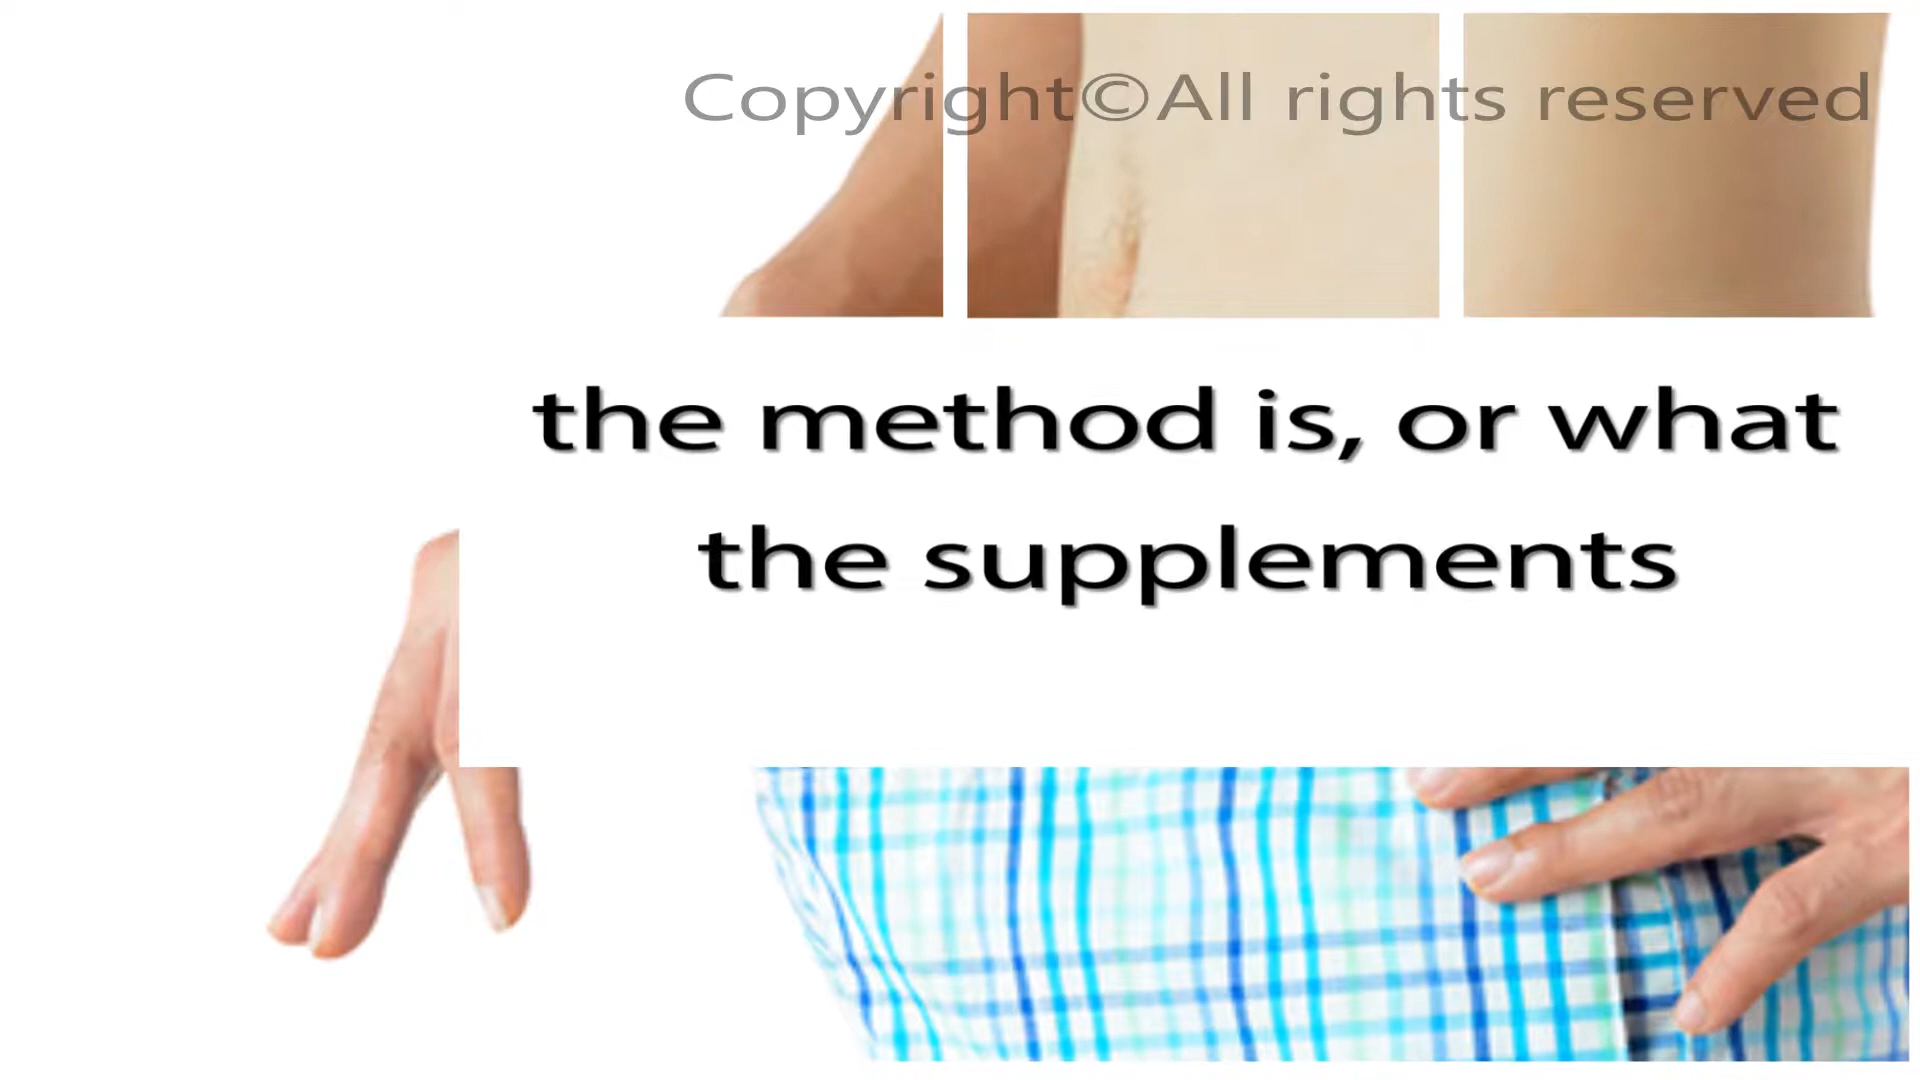 Copyright©All rights reserved
the method is, or what
the supplements